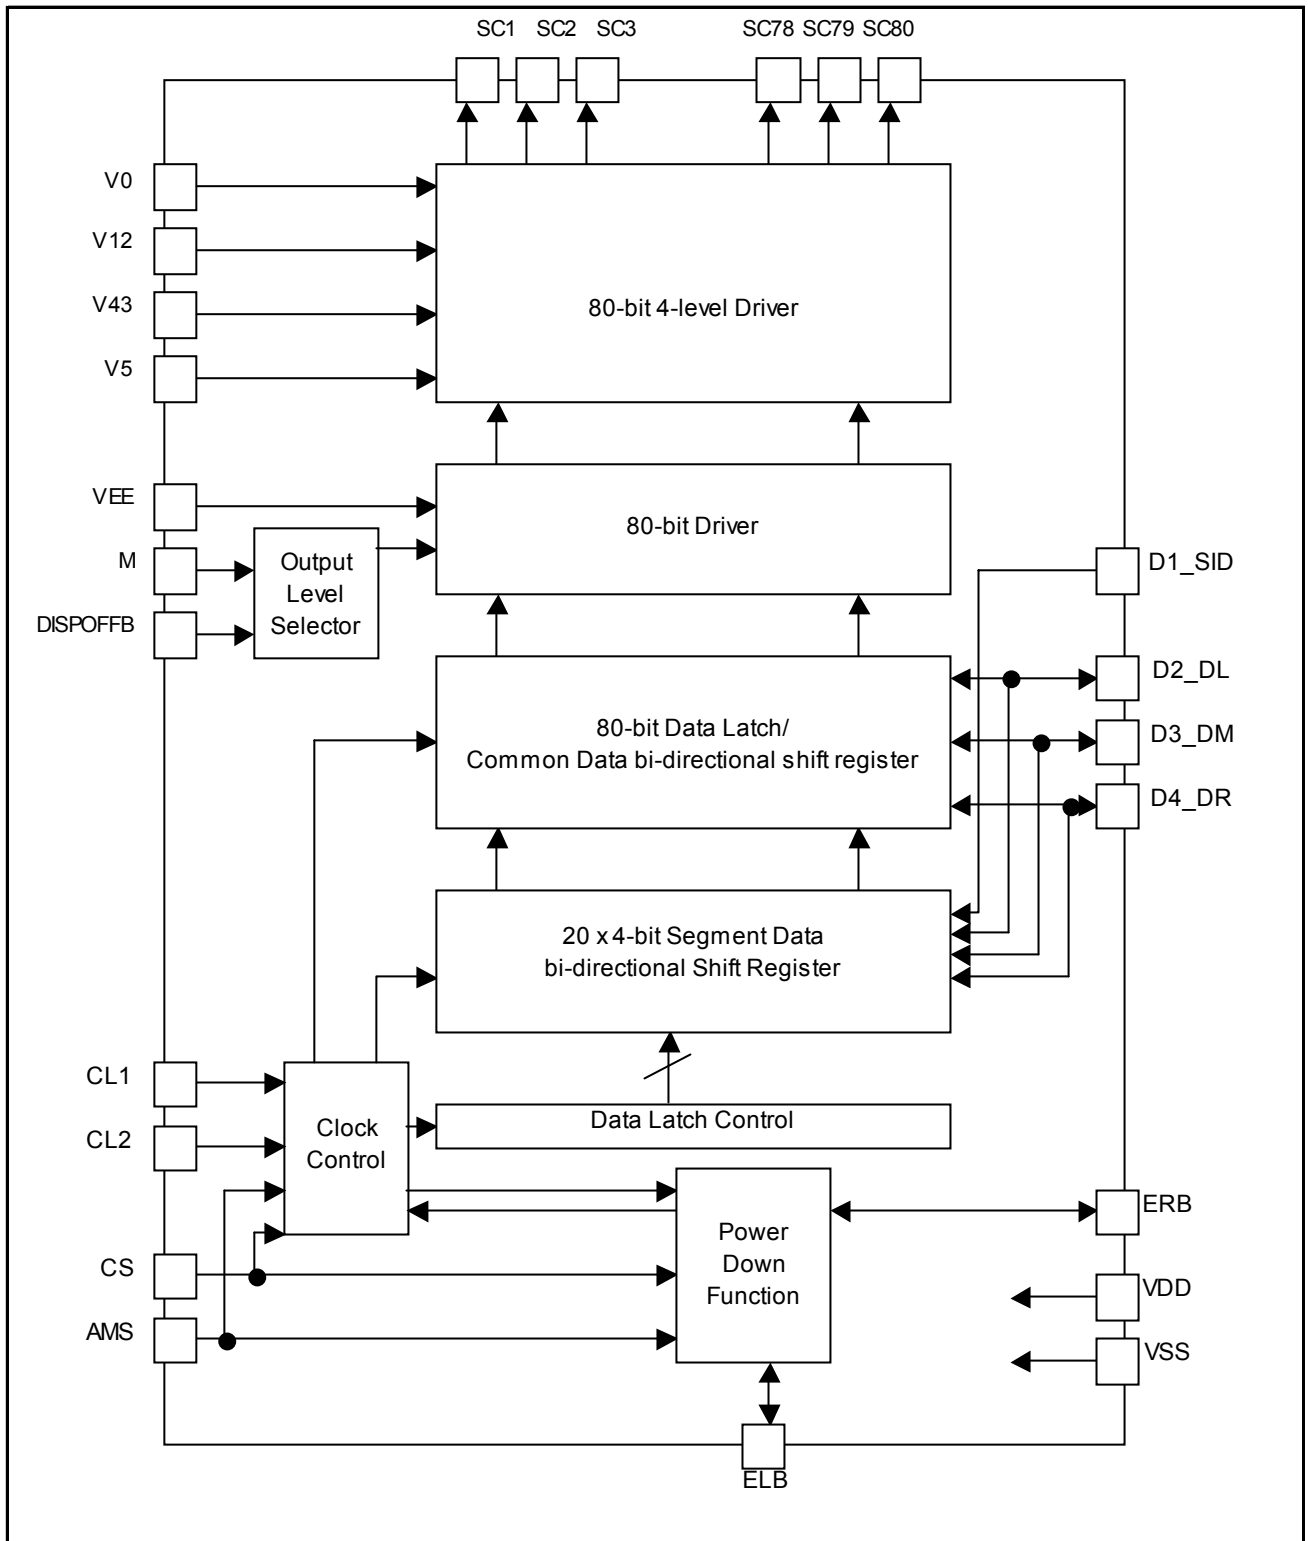 SC1 SC2 SC3 SC78 SC79 SC80
V0
V12
V43
V5
80-bit 4-level Driver
VEE
M
DISPOFFB
Output
Level
Selector
80-bit Driver
D1_SID
D2_DL
D3_DM
D4_DR
80-bit Data Latch/
Common Data bi-directional shift register
20 x 4-bit Segment Data
bi-directional Shift Register
CL1
CL2
CS
AMS
Clock
Control
Data Latch Control
Power
Down
Function
ERB
VDD
VSS
ELB